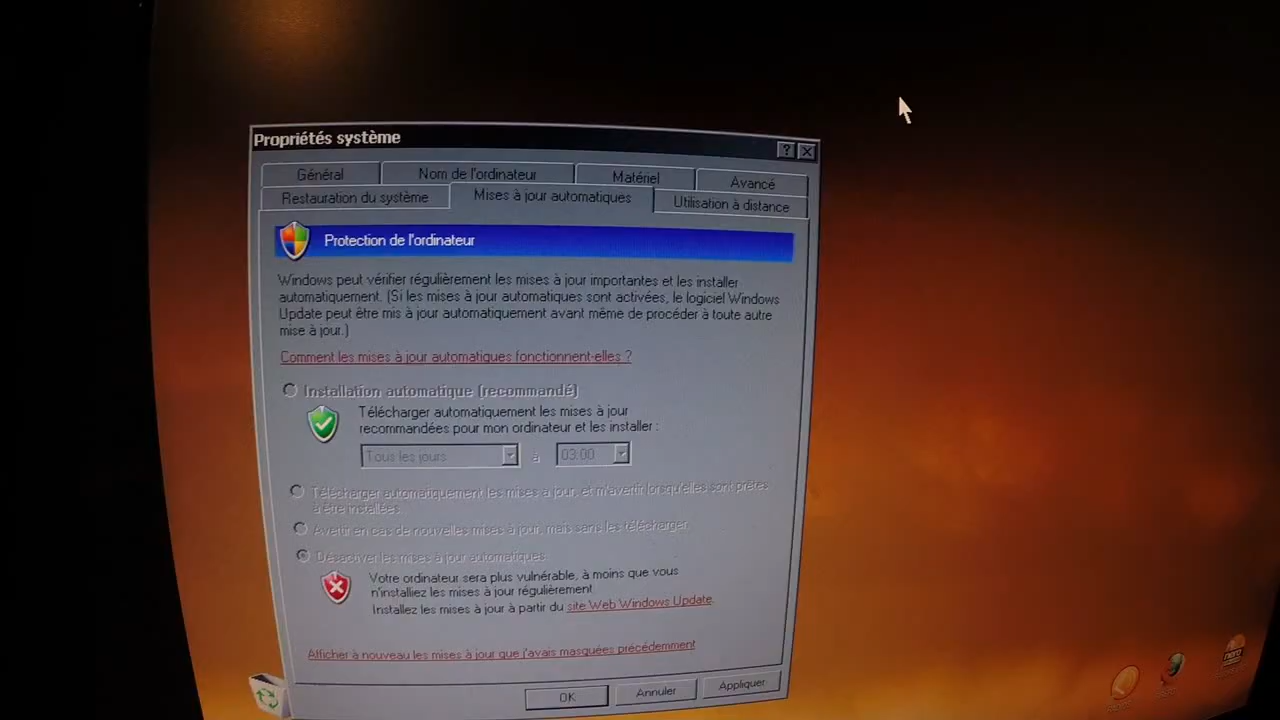 Propriétés système
Général
Nom de l'ordinateur
Matériel
Avancé
Restauration du système
Mises à jour automatiques
Utilisation à distance
Protection de l'ordinateur
Windows peut vérifier régulièrement les mises à jour importantes et les installer
automatiquement. (Si les mises à jour automatiques sont activées, le logiciel Windows
Update peut être mis à jour automatiquement avant même de procéder à toute autre
mise à jour.)
Comment les mises à jour automatiques fonctionnent-elles ?
Installation automatique (recommandé)
Télécharger automatiquement les mises à jour
recommandées pour mon ordinateur et les installer :
Tous les jours
à
03:00
Télécharger automatiquement les mises à jour, et m'avertir lorsqu'elles sont prêtes
à être installées.
Avertir en cas de nouvelles mises à jour, mais sans les télécharger.
Désactiver les mises à jour automatiques.
Votre ordinateur sera plus vulnérable, à moins que vous
n'installiez les mises à jour régulièrement.
Installez les mises à jour à partir du site Web Windows Update.
Afficher à nouveau les mises à jour que j'avais masquées précédemment
OK
Annuler
Appliquer
nero